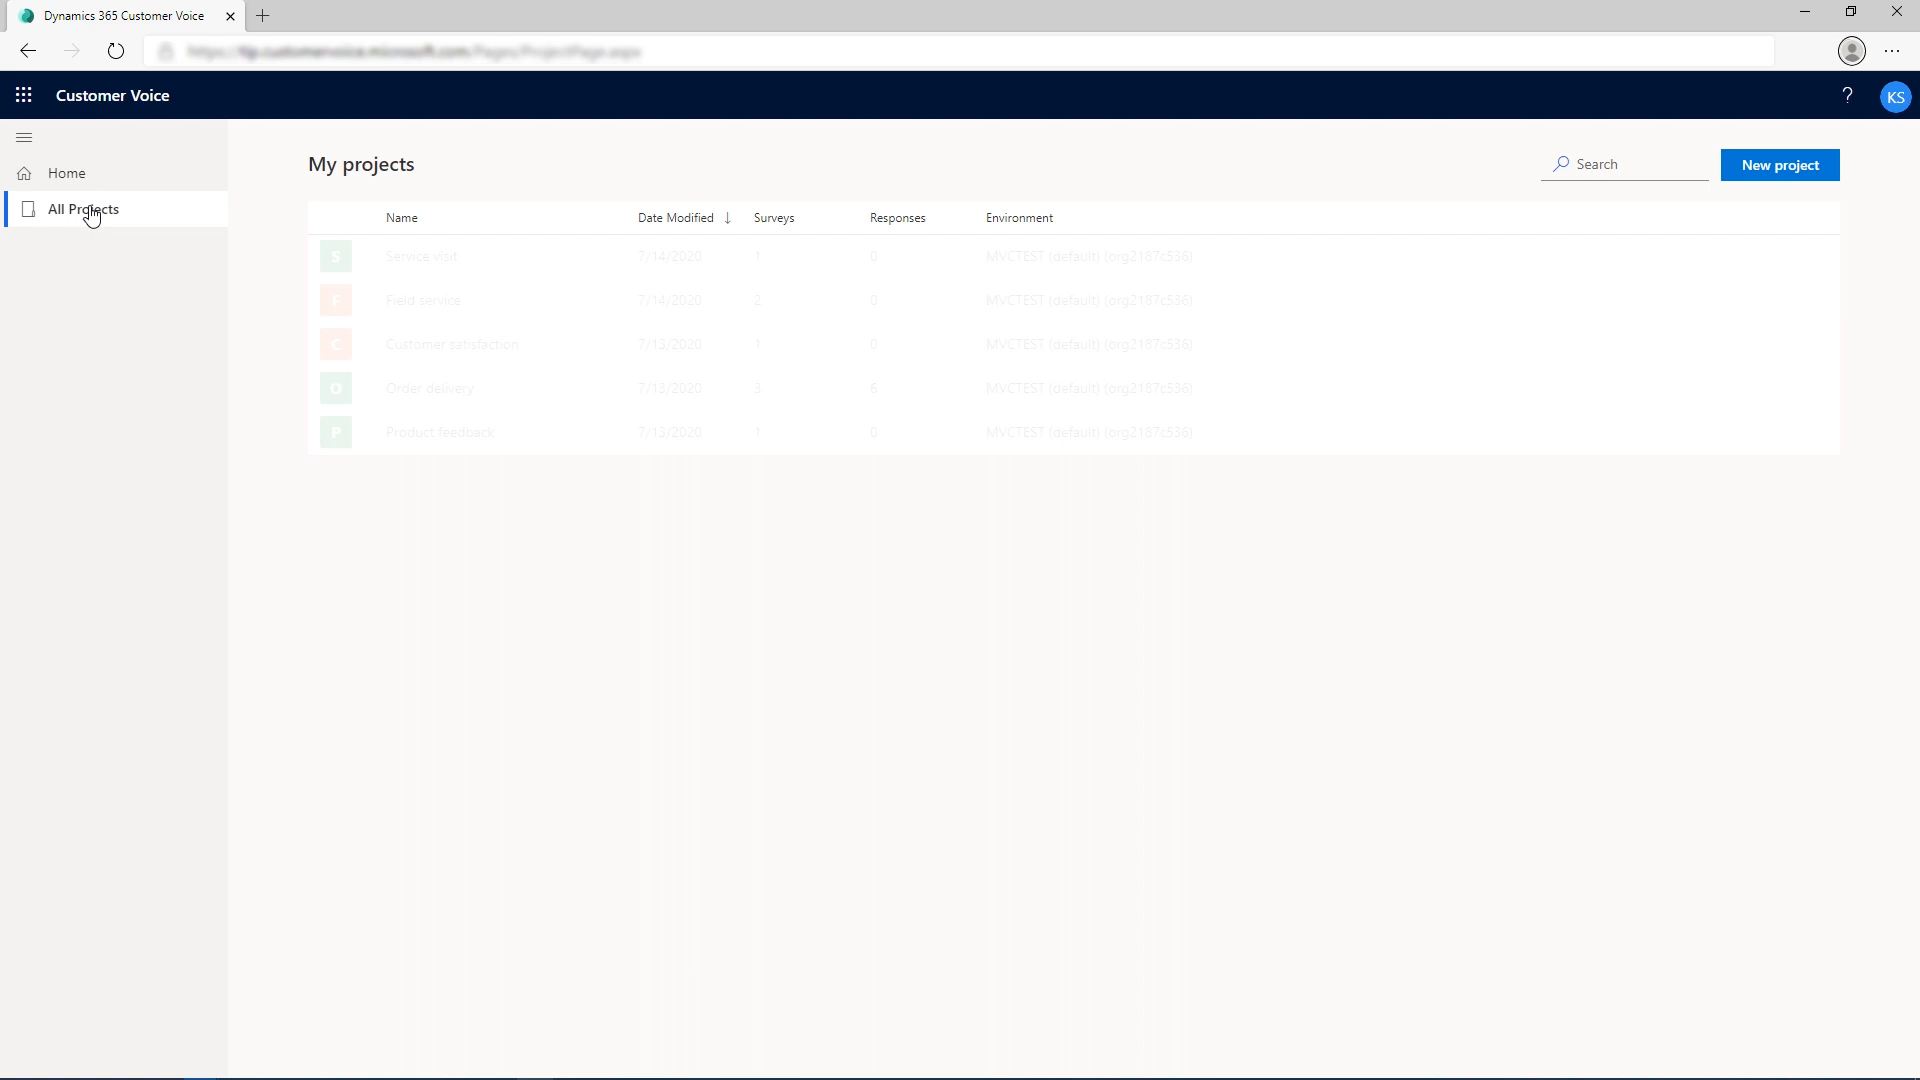 Dynamics 365 Customer Voice
Customer Voice
?
KS
Home
All Projects
My projects
Search
New project
Name Date Modified ↓ Surveys Responses Environment
S Service visit 7/14/2020 1 0 MVCTEST (default) (org2187c536)
F Field service 7/14/2020 2 0 MVCTEST (default) (org2187c536)
C Customer satisfaction 7/13/2020 1 0 MVCTEST (default) (org2187c536)
O Order delivery 7/13/2020 3 6 MVCTEST (default) (org2187c536)
P Product feedback 7/13/2020 1 0 MVCTEST (default) (org2187c536)